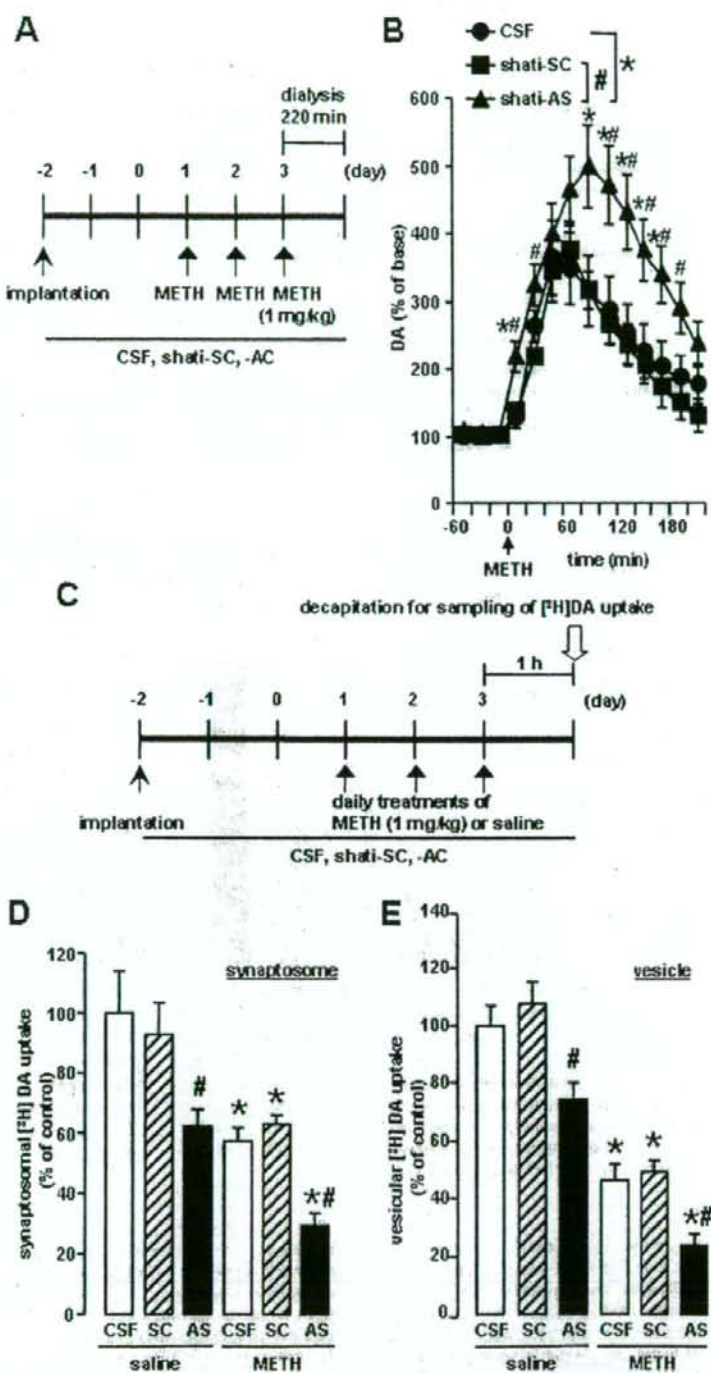 A
dialysis
220 min
-2 -1 0 1 2 3 (day)
implantation METH METH METH
(1 mg/kg)
CSF, shati-SC, -AC
B
CSF
shati-SC
shati-AS
# *
600
500
400
300
200
100
0
DA (% of base)
*# # * *# *# *# *# #
-60 0 60 120 180
METH
time (min)
C
decapitation for sampling of [³H]DA uptake
1 h
-2 -1 0 1 2 3 (day)
implantation
daily treatments of
METH (1 mg/kg) or saline
CSF, shati-SC, -AC
D
synaptosome
120
100
80
60
40
20
0
synaptosomal [³H] DA uptake
(% of control)
# * * *#
CSF SC AS CSF SC AS
saline METH
E
vesicle
140
120
100
80
60
40
20
0
vesicular [³H] DA uptake
(% of control)
# * * *#
CSF SC AS CSF SC AS
saline METH